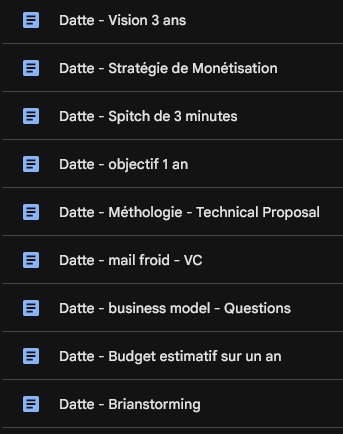 Datte - Vision 3 ans
Datte - Stratégie de Monétisation
Datte - Spitch de 3 minutes
Datte - objectif 1 an
Datte - Méthologie - Technical Proposal
Datte - mail froid - VC
Datte - business model - Questions
Datte - Budget estimatif sur un an
Datte - Brianstorming